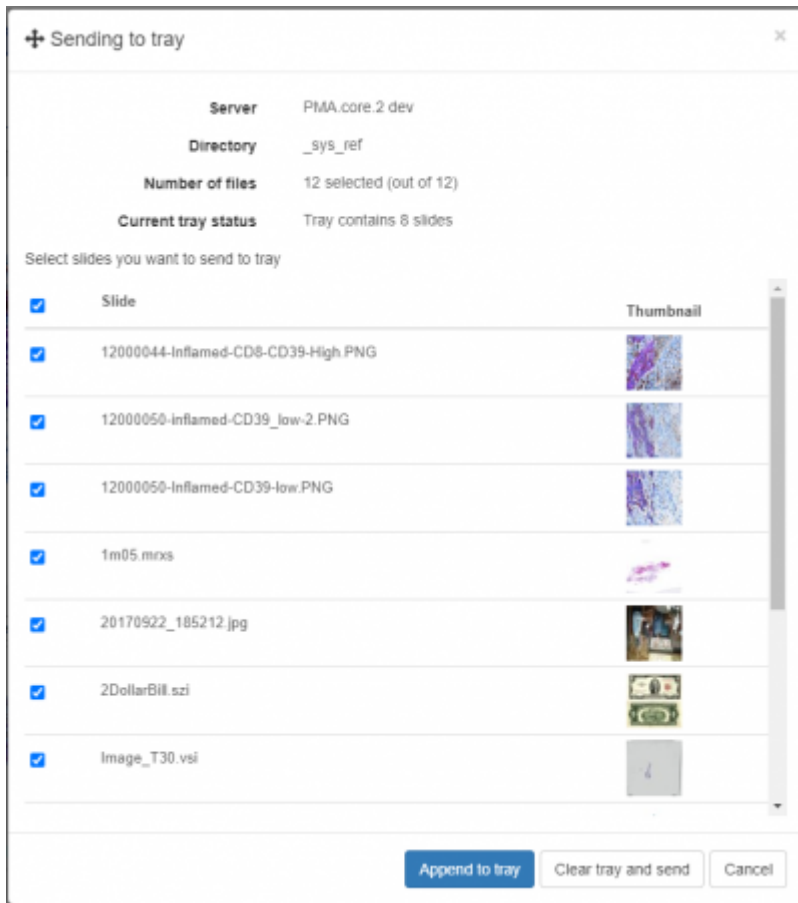 Sending to tray ×
Server PMA.core.2 dev
Directory _sys_ref
Number of files 12 selected (out of 12)
Current tray status Tray contains 8 slides
Select slides you want to send to tray
Slide Thumbnail
12000044-Inflamed-CD8-CD39-High.PNG
12000050-inflamed-CD39_low-2.PNG
12000050-Inflamed-CD39-low.PNG
1m05.mrxs
20170922_185212.jpg
2DollarBill.szi
Image_T30.vsi
Append to tray Clear tray and send Cancel